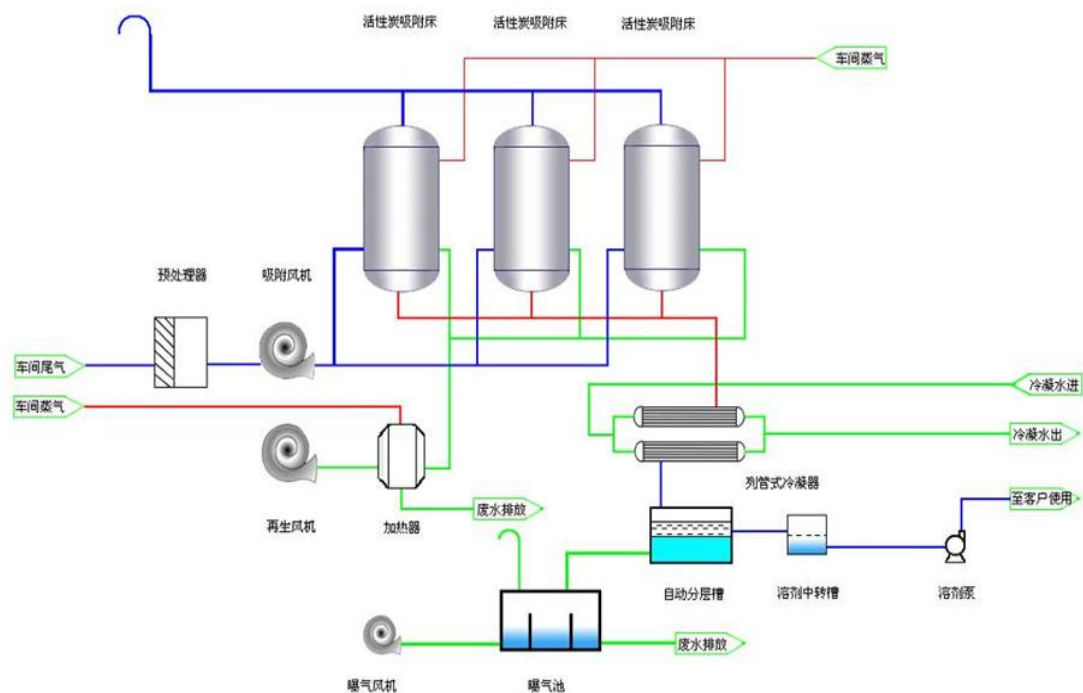 活性炭吸附床
活性炭吸附床
活性炭吸附床
车间蒸气
预处理器
吸附风机
车间尾气
车间蒸气
冷凝水进
冷凝水出
列管式冷凝器
至客户使用
再生风机
加热器
废水排放
自动分层槽
溶剂中转槽
溶剂泵
废水排放
曝气风机
曝气池